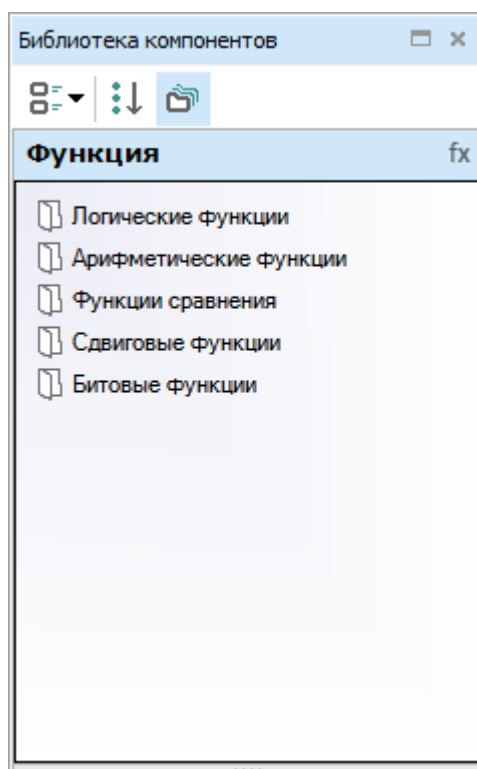 Библиотека компонентов
Функция fx
Логические функции
Арифметические функции
Функции сравнения
Сдвиговые функции
Битовые функции